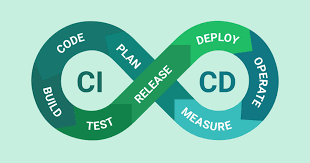 CODE
PLAN
BUILD
CI
TEST
RELEASE
DEPLOY
CD
OPERATE
MEASURE